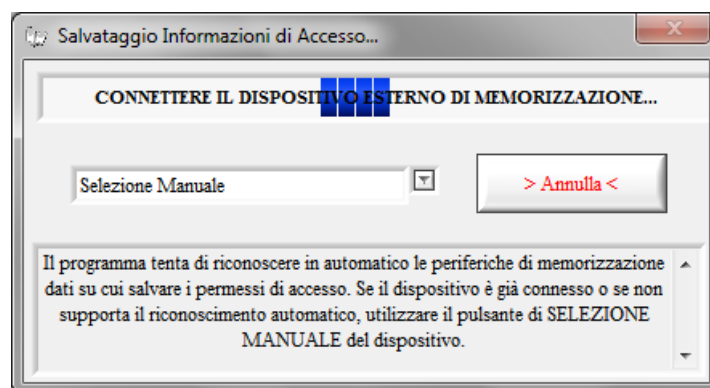 Salvataggio Informazioni di Accesso...
CONNETTERE IL DISPOSITIVO ESTERNO DI MEMORIZZAZIONE...
Selezione Manuale
> Annulla <
Il programma tenta di riconoscere in automatico le periferiche di memorizzazione
dati su cui salvare i permessi di accesso. Se il dispositivo è già connesso o se non
supporta il riconoscimento automatico, utilizzare il pulsante di SELEZIONE
MANUALE del dispositivo.